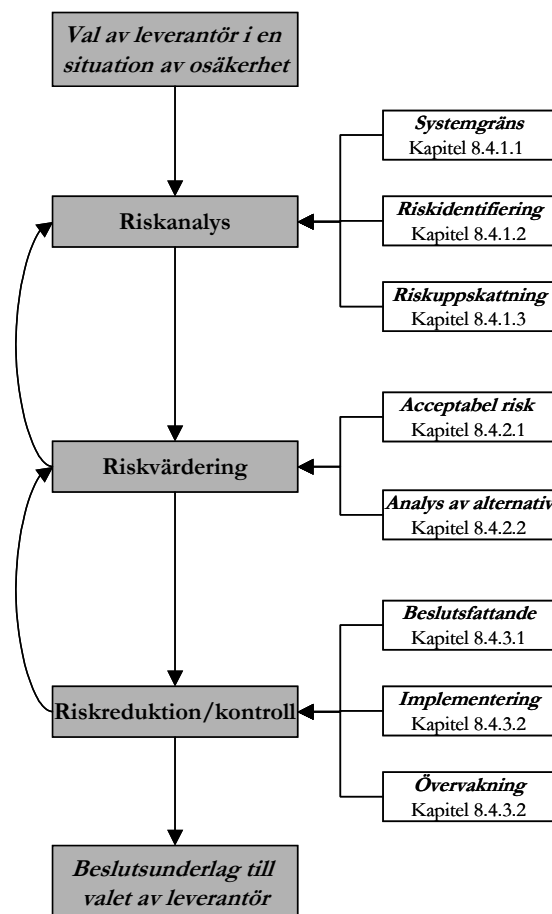 Val av leverantör i en
situation av osäkerhet
Systemgräns
Kapitel 8.4.1.1
Riskanalys
Riskidentifiering
Kapitel 8.4.1.2
Riskuppskattning
Kapitel 8.4.1.3
Acceptabel risk
Kapitel 8.4.2.1
Riskvärdering
Analys av alternativ
Kapitel 8.4.2.2
Beslutsfattande
Kapitel 8.4.3.1
Riskreduktion/kontroll
Implementering
Kapitel 8.4.3.2
Övervakning
Kapitel 8.4.3.2
Beslutsunderlag till
valet av leverantör